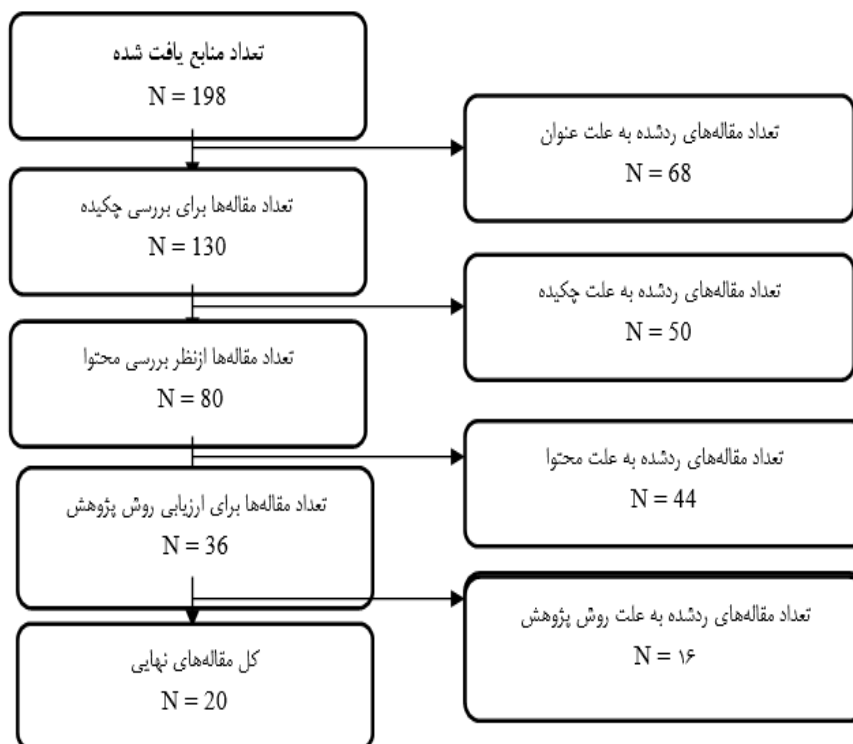 تعداد منابع یافت شده
N = 198
تعداد مقاله‌های ردشده به علت عنوان
N = 68
تعداد مقاله‌ها برای بررسی چکیده
N = 130
تعداد مقاله‌های ردشده به علت چکیده
N = 50
تعداد مقاله‌ها ازنظر بررسی محتوا
N = 80
تعداد مقاله‌های ردشده به علت محتوا
N = 44
تعداد مقاله‌ها برای ارزیابی روش پژوهش
N = 36
تعداد مقاله‌های ردشده به علت روش پژوهش
N = ۱۶
کل مقاله‌های نهایی
N = 20